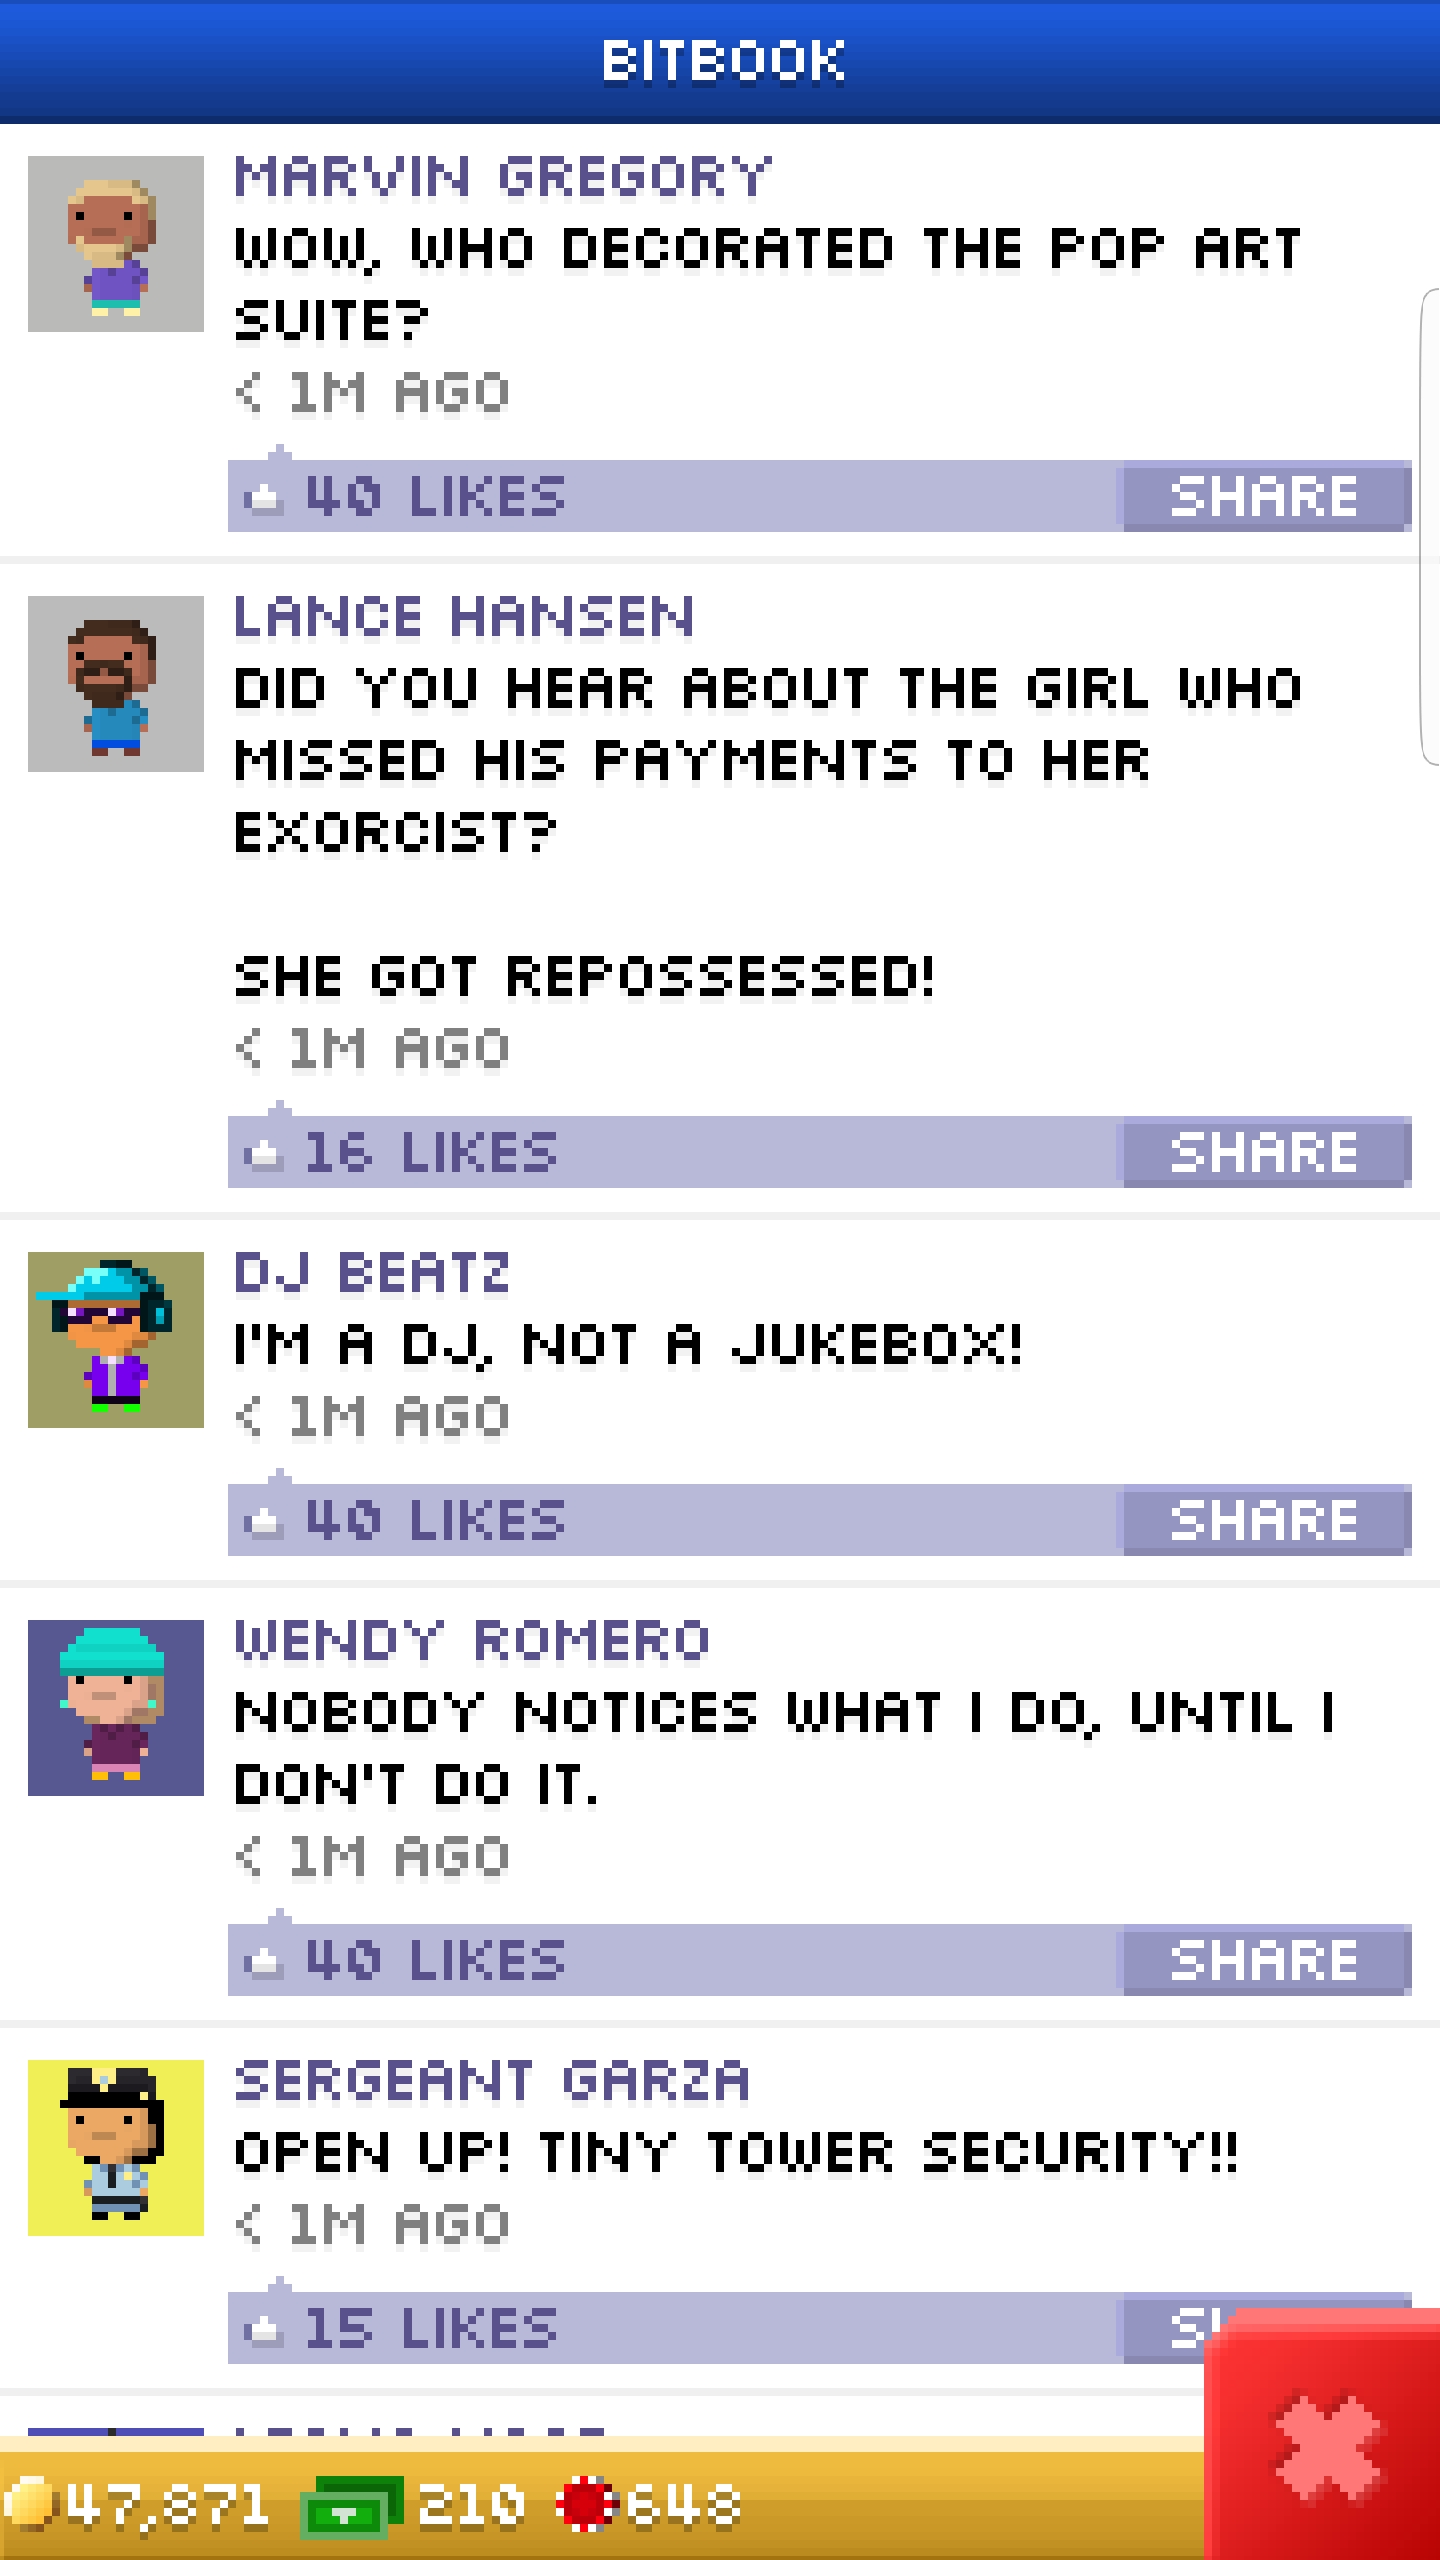 BITBOOK
MARVIN GREGORY
WOW, WHO DECORATED THE POP ART
SUITE?
< 1M AGO
40 LIKES
SHARE
LANCE HANSEN
DID YOU HEAR ABOUT THE GIRL WHO
MISSED HIS PAYMENTS TO HER
EXORCIST?
SHE GOT REPOSSESSED!
< 1M AGO
16 LIKES
SHARE
DJ BEATZ
I'M A DJ, NOT A JUKEBOX!
< 1M AGO
40 LIKES
SHARE
WENDY ROMERO
NOBODY NOTICES WHAT I DO, UNTIL I
DON'T DO IT.
< 1M AGO
40 LIKES
SHARE
SERGEANT GARZA
OPEN UP! TINY TOWER SECURITY!!
< 1M AGO
15 LIKES
47,871
210
648